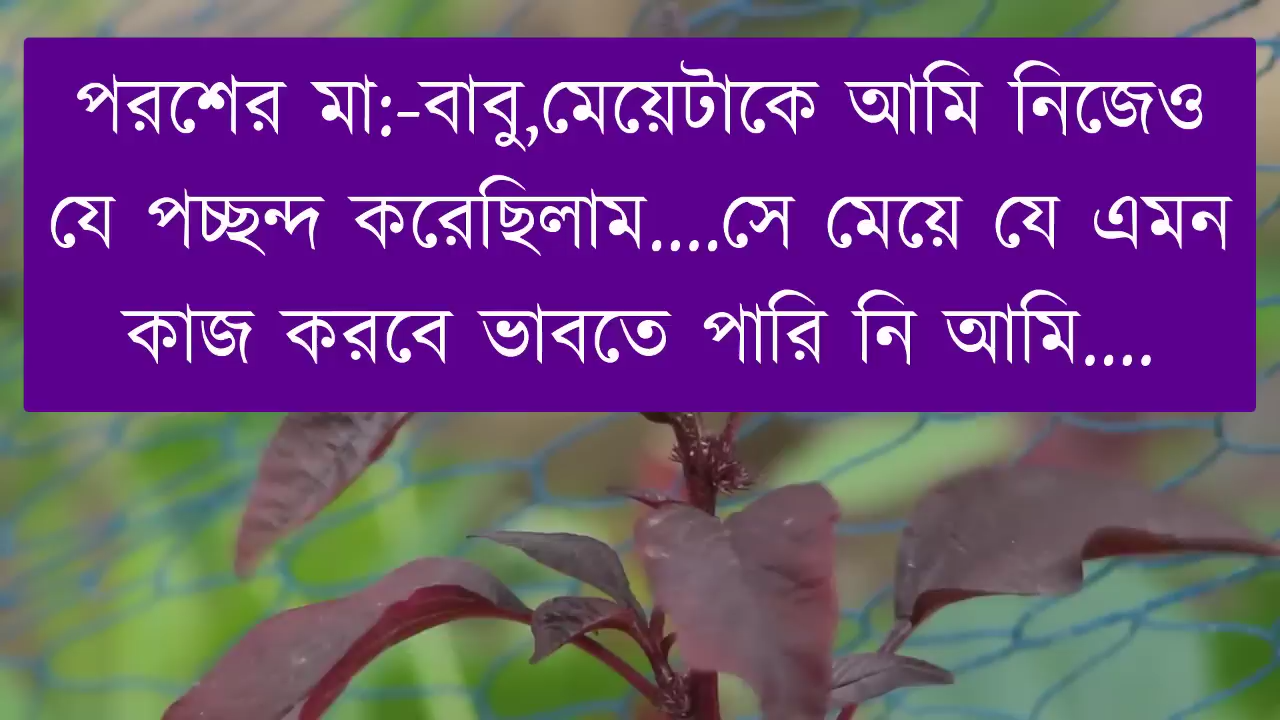 পরশের মা:-বাবু,মেয়েটাকে আমি নিজেও
যে পচ্ছন্দ করেছিলাম....সে মেয়ে যে এমন
কাজ করবে ভাবতে পারি নি আমি....